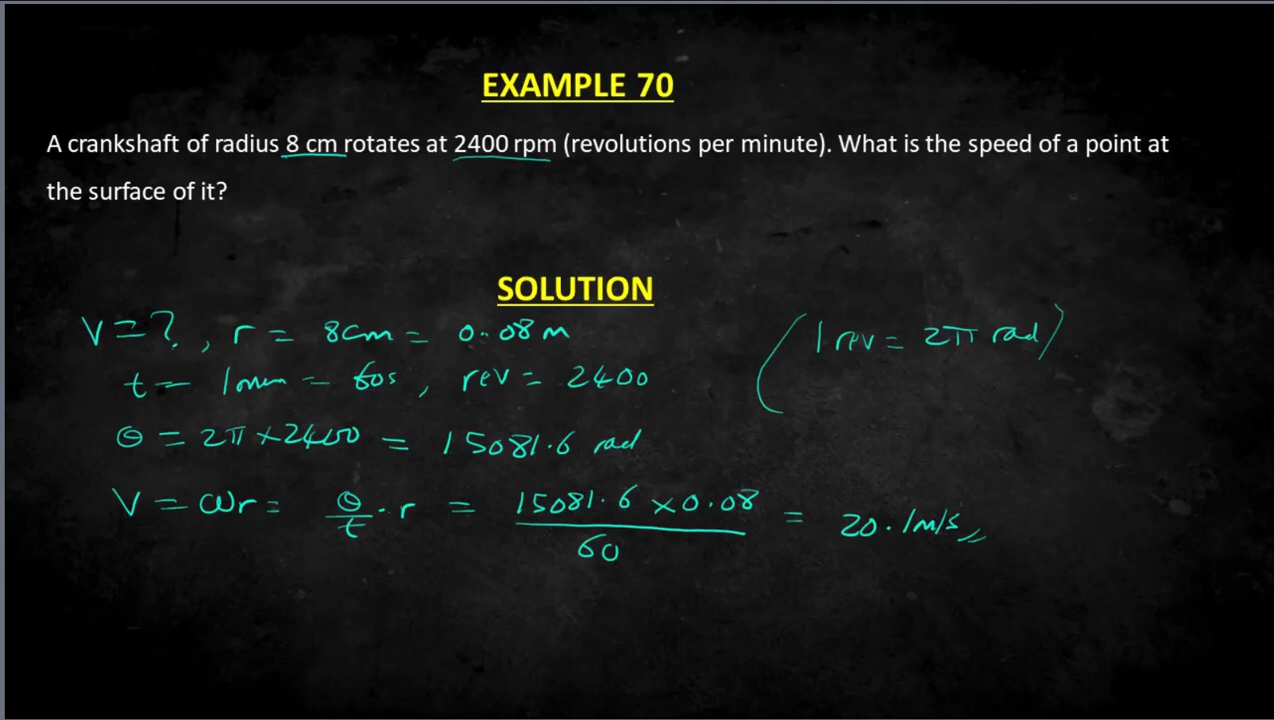 EXAMPLE 70
A crankshaft of radius 8 cm rotates at 2400 rpm (revolutions per minute). What is the speed of a point at
the surface of it?
SOLUTION
V = ?, r = 8cm = 0.08m
(1 rev = 2π rad)
t = 1min = 60s, rev = 2400
θ = 2π × 2400 = 15081.6 rad
V = ωr = θ/t · r = 15081.6 × 0.08 / 60 = 20.1m/s